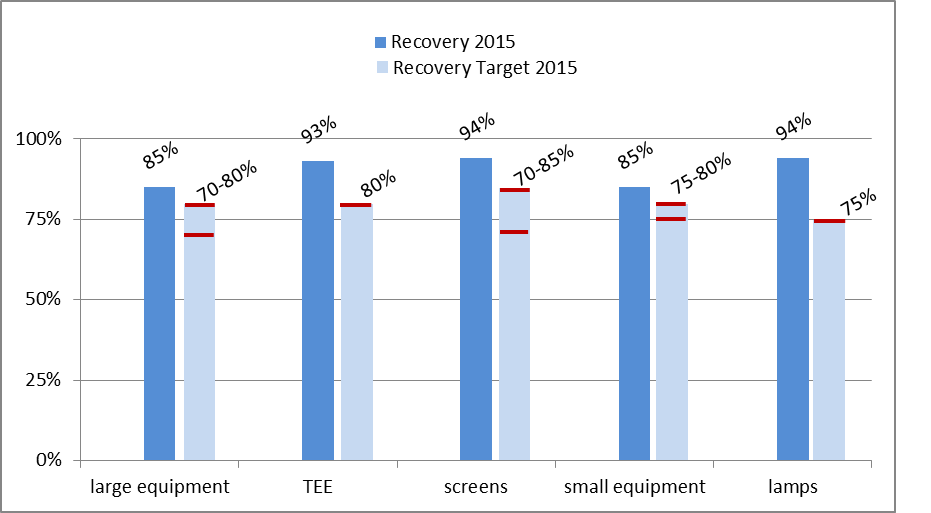 Recovery 2015
Recovery Target 2015
100%
75%
50%
25%
0%
85%
70-80%
93%
80%
94%
70-85%
85%
75-80%
94%
75%
large equipment
TEE
screens
small equipment
lamps